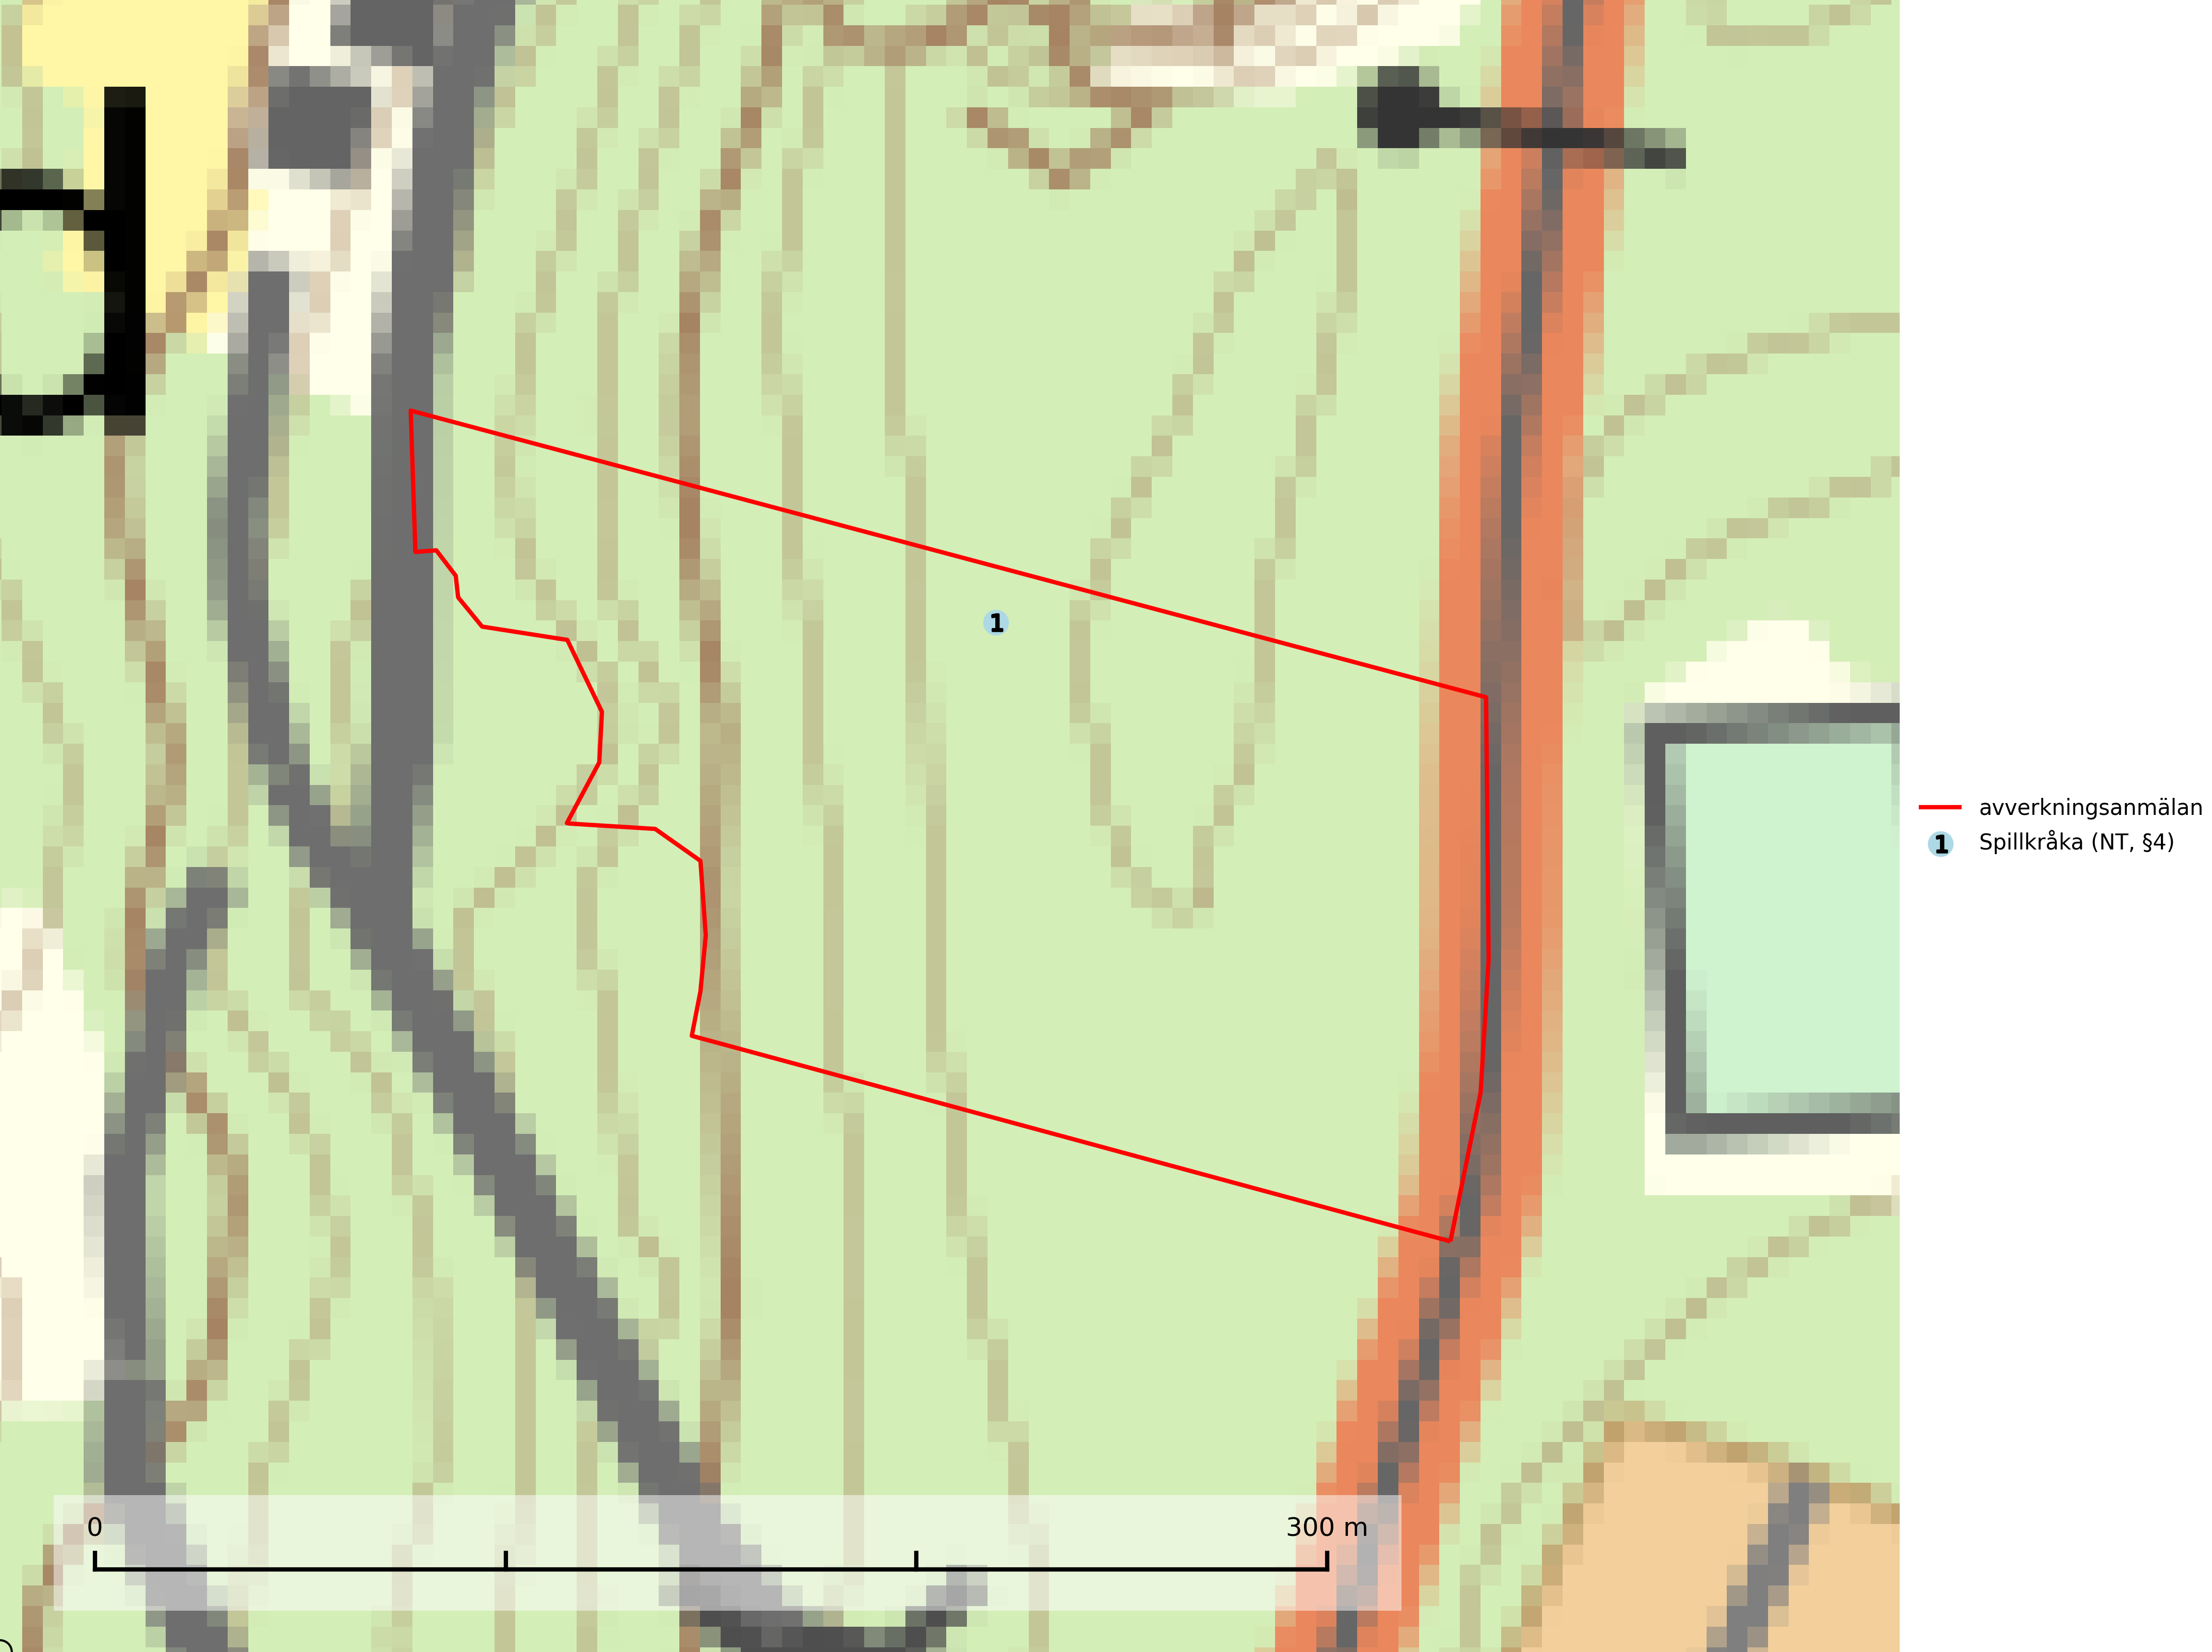 1
avverkningsanmälan
1 Spillkråka (NT, §4)
0 300 m